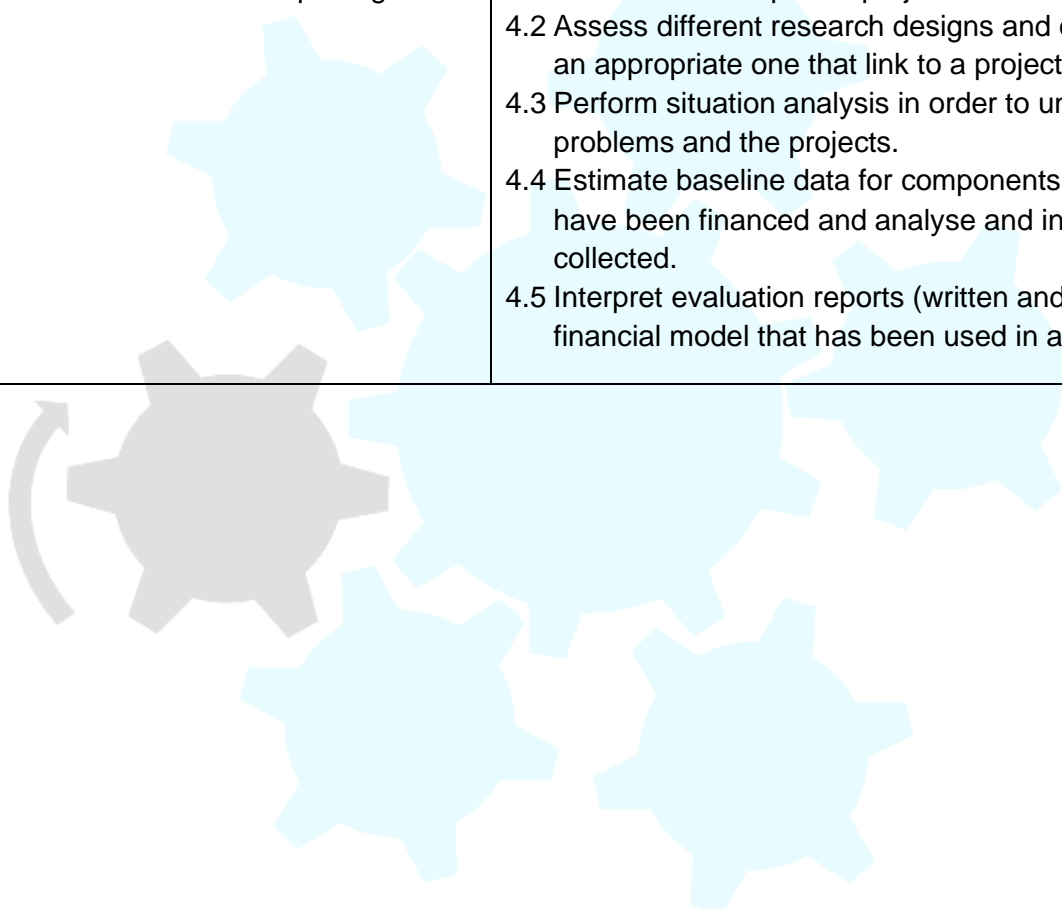 4.2 Assess different research designs and
an appropriate one that link to a project
4.3 Perform situation analysis in order to
problems and the projects.
4.4 Estimate baseline data for components
have been financed and analyse and
collected.
4.5 Interpret evaluation reports (written and
financial model that has been used in